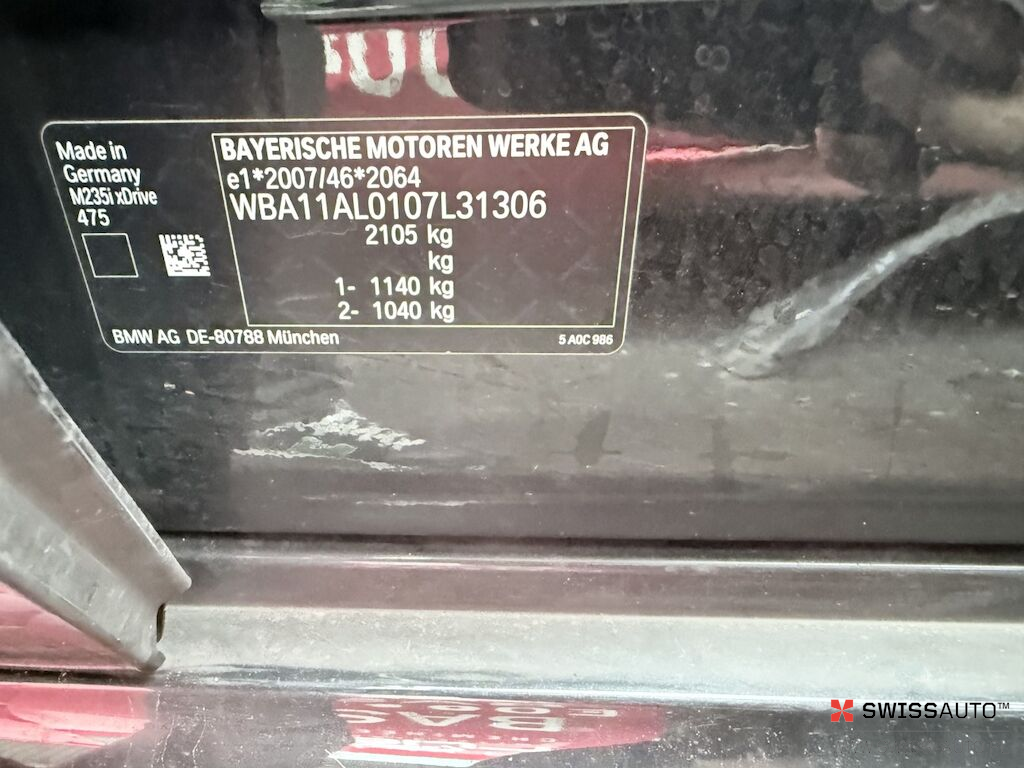 Made in
Germany
M235i xDrive
475
BAYERISCHE MOTOREN WERKE AG
e1*2007/46*2064
WBA11AL0107L31306
2105 kg
kg
1- 1140 kg
2- 1040 kg
BMW AG DE-80788 München
5 A0C 986
SWISSAUTO™